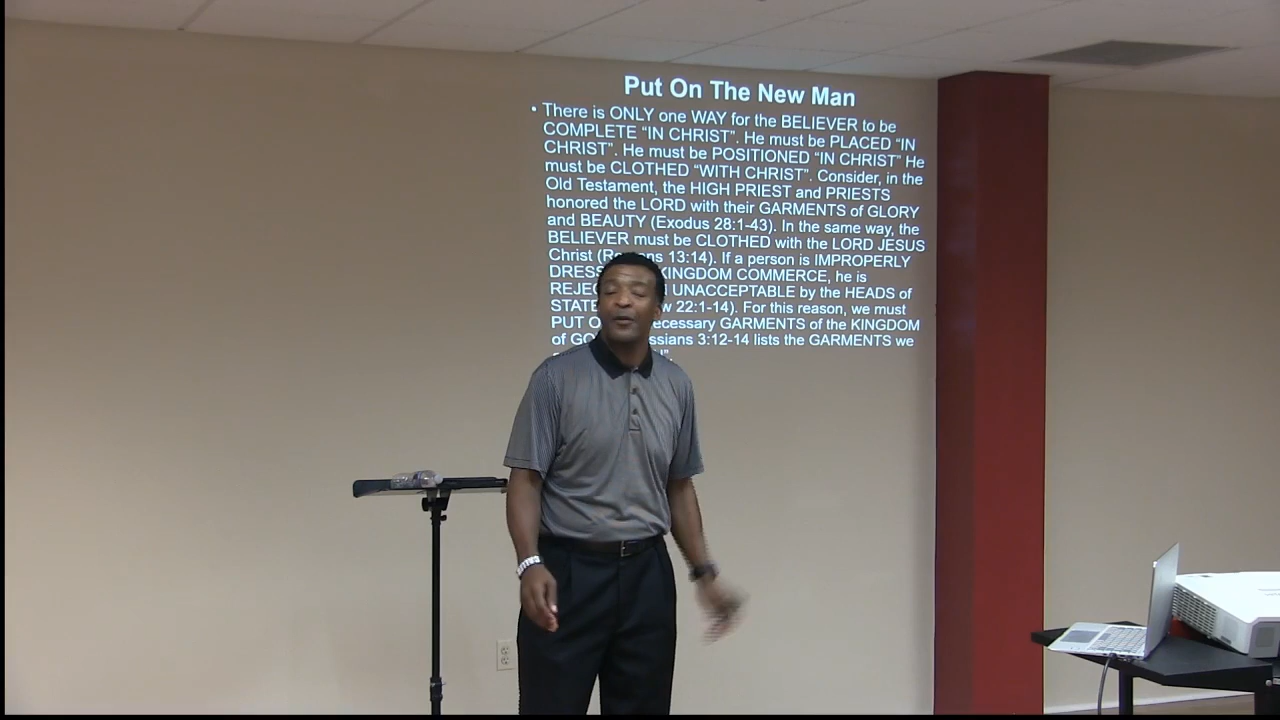 Put On The New Man
• There is ONLY one WAY for the BELIEVER to be
COMPLETE “IN CHRIST”. He must be PLACED “IN
CHRIST”. He must be POSITIONED “IN CHRIST” He
must be CLOTHED “WITH CHRIST”. Consider, in the
Old Testament, the HIGH PRIEST and PRIESTS
honored the LORD with their GARMENTS of GLORY
and BEAUTY (Exodus 28:1-43). In the same way, the
BELIEVER must be CLOTHED with the LORD JESUS
Christ (Ro ns 13:14). If a person is IMPROPERLY
DRES KINGDOM COMMERCE, he is
REJE UNACCEPTABLE by the HEADS of
STATE w 22:1-14). For this reason, we must
PUT O ecessary GARMENTS of the KINGDOM
of GO ssians 3:12-14 lists the GARMENTS we